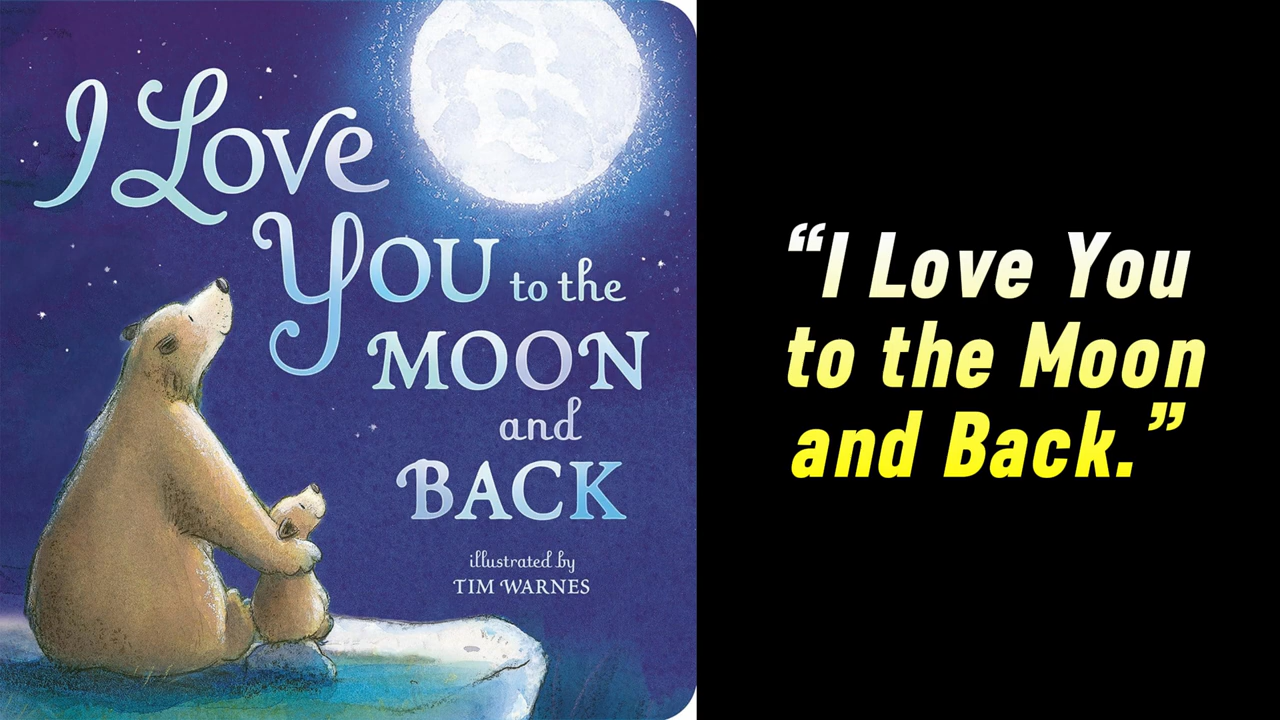 I Love
You to the
MOON
and
BACK
illustrated by
TIM WARNES
“I Love You
to the Moon
and Back.”